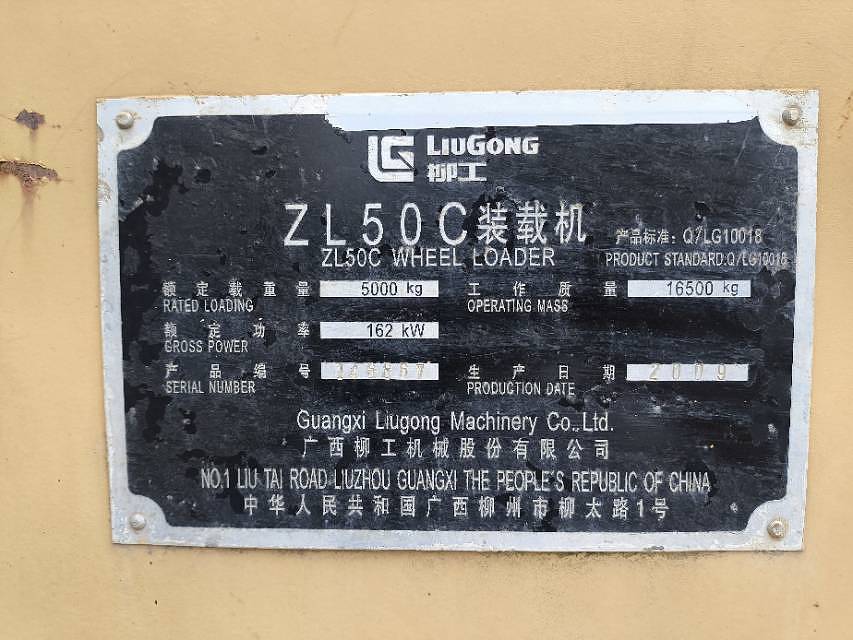 LG LIUGONG
柳工
ZL50C装载机 产品标准: Q/LG10018
ZL50C WHEEL LOADER PRODUCT STANDARD:Q/LG10018
额定载重量 5000 kg 工作质量 16500 kg
RATED LOADING OPERATING MASS
额定功率 162 kW
GROSS POWER
产品编号 生产日期 2009
SERIAL NUMBER PRODUCTION DATE
Guangxi Liugong Machinery Co.,Ltd.
广西柳工机械股份有限公司
NO.1 LIU TAI ROAD LIUZHOU GUANGXI THE PEOPLE'S REPUBLIC OF CHINA
中华人民共和国广西柳州市柳太路1号